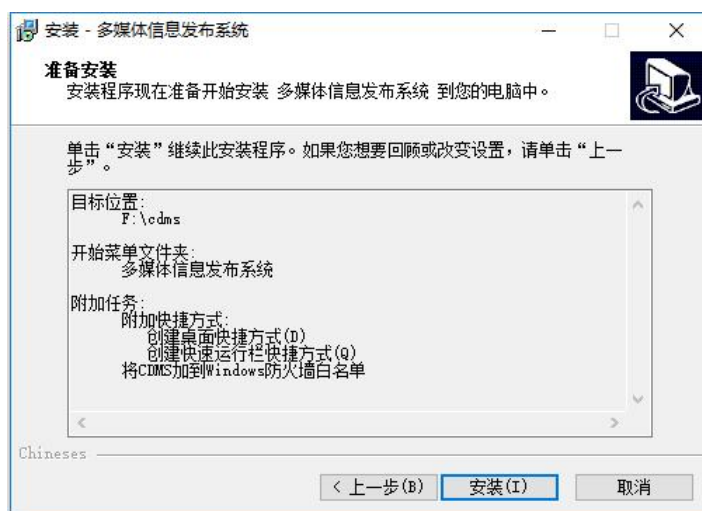 安装 - 多媒体信息发布系统
准备安装
安装程序现在准备开始安装 多媒体信息发布系统 到您的电脑中。
单击“安装”继续此安装程序。如果您想要回顾或改变设置，请单击“上一
步”。
目标位置:
F:\cdms
开始菜单文件夹:
多媒体信息发布系统
附加任务:
附加快捷方式:
创建桌面快捷方式(D)
创建快速运行栏快捷方式(Q)
将CDMS加到Windows防火墙白名单
Chineses
< 上一步(B) 安装(I) 取消